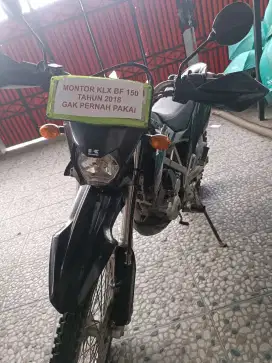 MONTOR KLX BF 150
TAHUN 2018
GAK PERNAH PAKAI